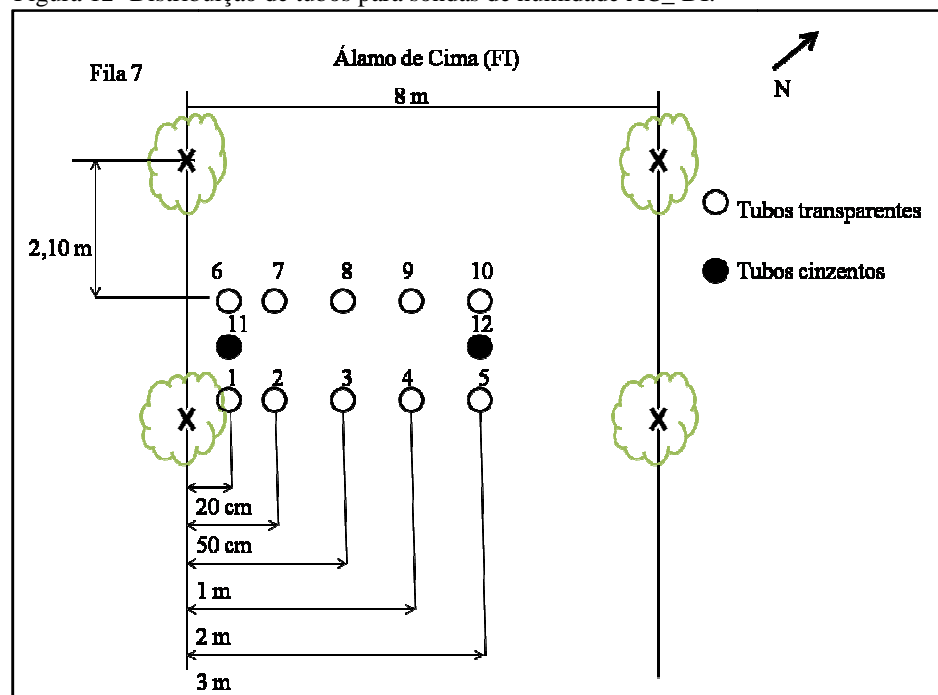 Álamo de Cima (FI)
Fila 7
N
8 m
X
X
Tubos transparentes
2,10 m
6 7 8 9 10
Tubos cinzentos
11 12
1 2 3 4 5
X
X
20 cm
50 cm
1 m
2 m
3 m